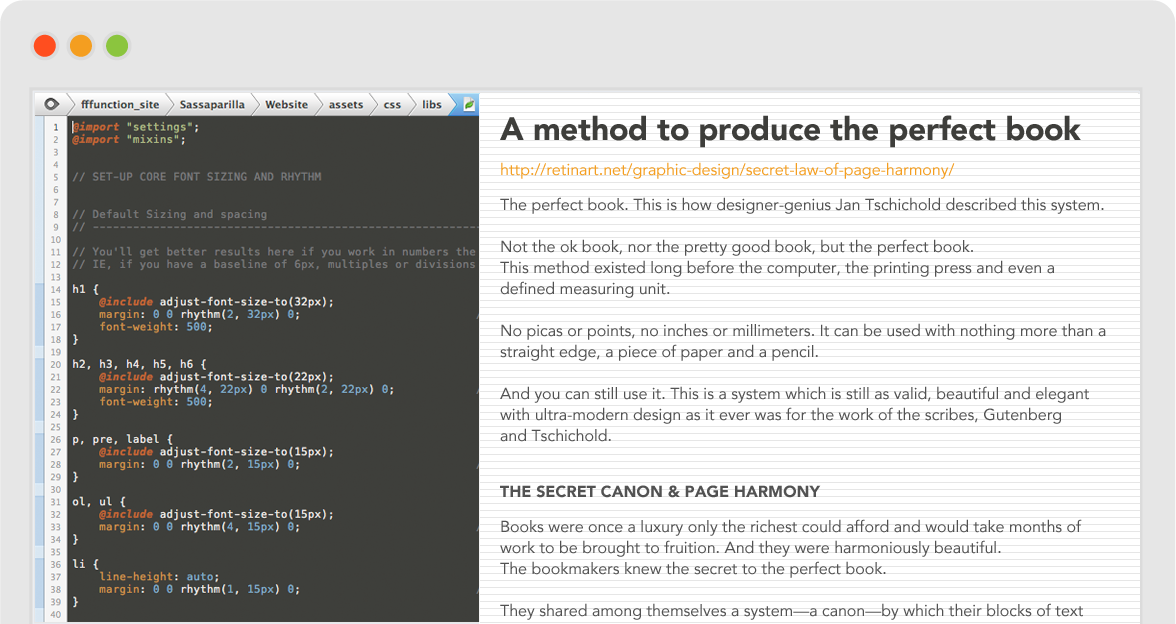 fffunction_site Sassaparilla Website assets css libs
1 @import "settings";
2 @import "mixins";
3
4
5 // SET-UP CORE FONT SIZING AND RHYTHM
6
7
8 // Default Sizing and spacing
9 // ----------------------------------------------------------
10
11 // You'll get better results here if you work in numbers the
12 // IE, if you have a baseline of 6px, multiples or divisions
13
14 h1 {
15 @include adjust-font-size-to(32px);
16 margin: 0 0 rhythm(2, 32px) 0;
17 font-weight: 500;
18 }
19
20 h2, h3, h4, h5, h6 {
21 @include adjust-font-size-to(22px);
22 margin: rhythm(4, 22px) 0 rhythm(2, 22px) 0;
23 font-weight: 500;
24 }
25
26 p, pre, label {
27 @include adjust-font-size-to(15px);
28 margin: 0 0 rhythm(2, 15px) 0;
29 }
30
31 ol, ul {
32 @include adjust-font-size-to(15px);
33 margin: 0 0 rhythm(4, 15px) 0;
34 }
35
36 li {
37 line-height: auto;
38 margin: 0 0 rhythm(1, 15px) 0;
39 }
40
A method to produce the perfect book
http://retinart.net/graphic-design/secret-law-of-page-harmony/
The perfect book. This is how designer-genius Jan Tschichold described this system.
Not the ok book, nor the pretty good book, but the perfect book.
This method existed long before the computer, the printing press and even a
defined measuring unit.
No picas or points, no inches or millimeters. It can be used with nothing more than a
straight edge, a piece of paper and a pencil.
And you can still use it. This is a system which is still as valid, beautiful and elegant
with ultra-modern design as it ever was for the work of the scribes, Gutenberg
and Tschichold.
THE SECRET CANON & PAGE HARMONY
Books were once a luxury only the richest could afford and would take months of
work to be brought to fruition. And they were harmoniously beautiful.
The bookmakers knew the secret to the perfect book.
They shared among themselves a system—a canon—by which their blocks of text